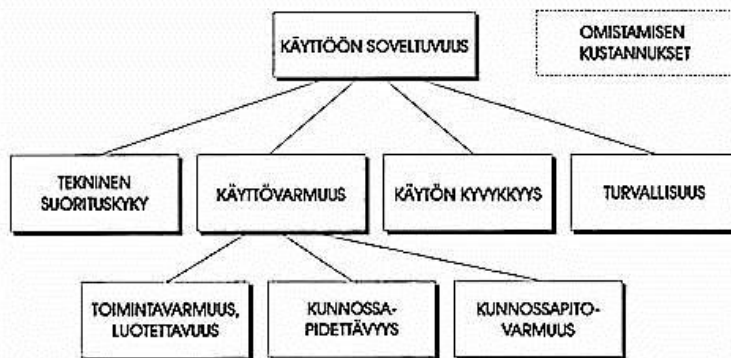 KÄYTTÖÖN SOVELTUVUUS
OMISTAMISEN
KUSTANNUKSET
TEKNINEN
SUORITUSKYKY
KÄYTTÖVARMUUS
KÄYTÖN KYVYKKYYS
TURVALLISUUS
TOIMINTAVARMUUS,
LUOTETTAVUUS
KUNNOSSA-
PIDETTÄVYYS
KUNNOSSAPITO-
VARMUUS